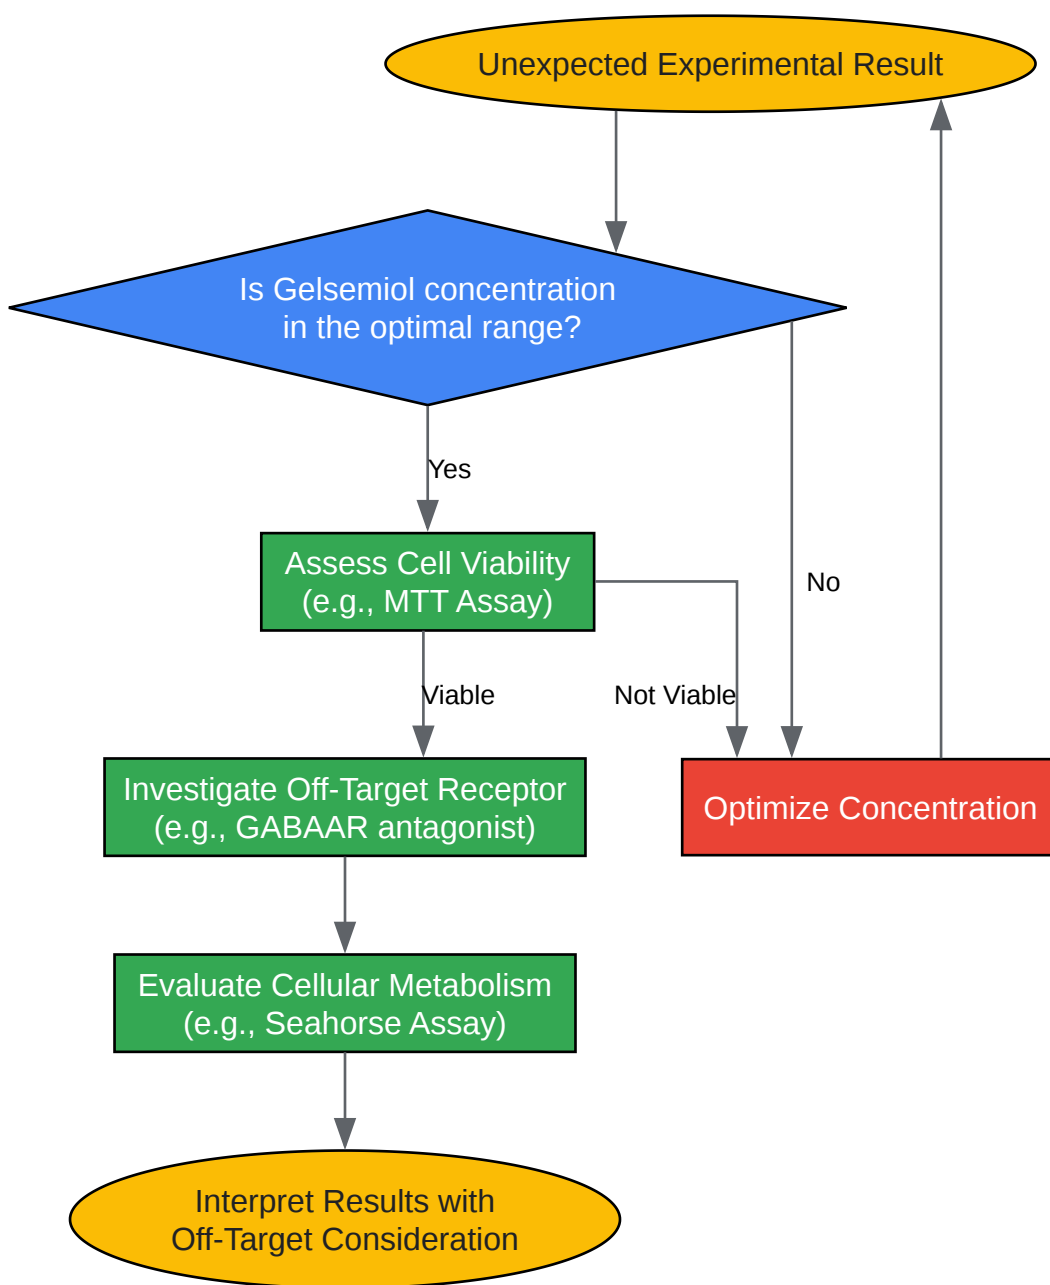 Unexpected Experimental Result
Is Gelsemiol concentration
in the optimal range?
Yes
Assess Cell Viability
(e.g., MTT Assay)
No
Viable
Not Viable
Investigate Off-Target Receptor
(e.g., GABAAR antagonist)
Optimize Concentration
Evaluate Cellular Metabolism
(e.g., Seahorse Assay)
Interpret Results with
Off-Target Consideration